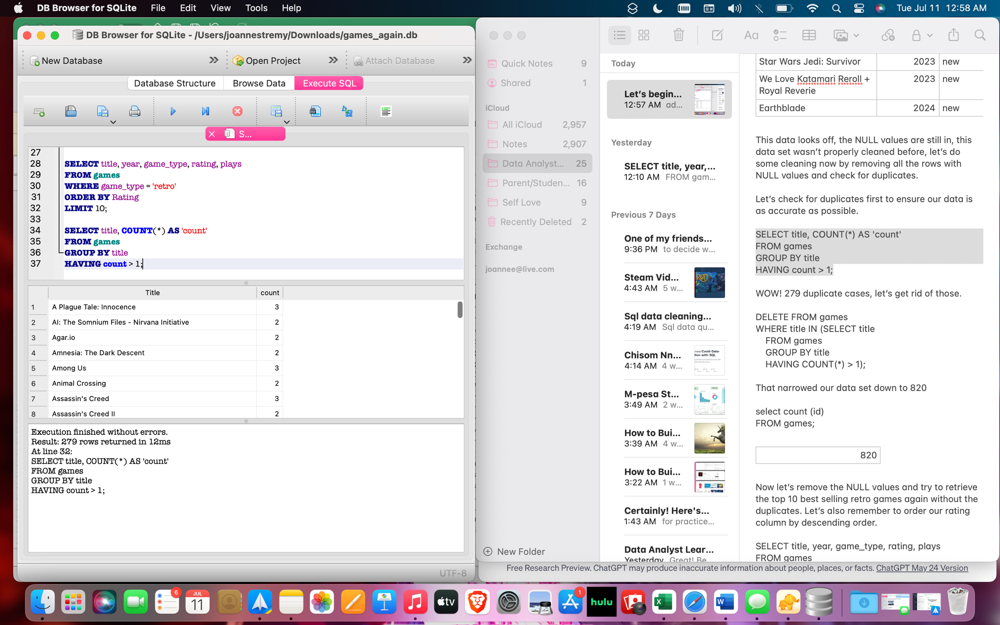 DB Browser for SQLite File Edit View Tools Help
Tue Jul 11 12:58 AM
DB Browser for SQLite - /Users/joannestremy/Downloads/games_again.db
New Database » Open Project » Attach Database »
Database Structure Browse Data Execute SQL
S...
27
28 SELECT title, year, game_type, rating, plays
29 FROM games
30 WHERE game_type = 'retro'
31 ORDER BY Rating
32 LIMIT 10;
33
34 SELECT title, COUNT(*) AS 'count'
35 FROM games
36 GROUP BY title
37 HAVING count > 1;
Title count
1 A Plague Tale: Innocence 3
2 AI: The Somnium Files - Nirvana Initiative 2
3 Agar.io 2
4 Amnesia: The Dark Descent 2
5 Among Us 3
6 Animal Crossing 2
7 Assassin's Creed 3
8 Assassin's Creed II 2
Execution finished without errors.
Result: 279 rows returned in 12ms
At line 32:
SELECT title, COUNT(*) AS 'count'
FROM games
GROUP BY title
HAVING count > 1;
UTF-8
Quick Notes 9
Shared 1
iCloud
All iCloud 2,957
Notes 2,907
Data Analyst... 25
Parent/Studen... 16
Self Love 9
Recently Deleted 2
Exchange
joannee@live.com
New Folder
Today
Let's begin...
12:57 AM ad...
Yesterday
SELECT title, year,...
12:10 AM FROM gam...
Previous 7 Days
One of my friends...
9:36 PM to decide w...
Steam Vid...
4:43 AM 5 w...
Sql data cleaning...
4:19 AM Sql data qu...
Chisom Nn...
4:14 AM 4 w...
M-pesa St...
3:49 AM 2 w...
How to Bui...
3:39 AM 4 w...
How to Bui...
3:22 AM 1 w...
Certainly! Here's...
1:43 AM for practice...
Data Analyst Lear...
Yesterday Great! Be
Aa
Star Wars Jedi: Survivor 2023 new
We Love Katamari Reroll + 2023 new
Royal Reverie
Earthblade 2024 new
This data looks off, the NULL values are still in, this
data set wasn't properly cleaned before, let's do
some cleaning now by removing all the rows with
NULL values and check for duplicates.
Let's check for duplicates first to ensure our data is
as accurate as possible.
SELECT title, COUNT(*) AS 'count'
FROM games
GROUP BY title
HAVING count > 1;
WOW! 279 duplicate cases, let's get rid of those.
DELETE FROM games
WHERE title IN (SELECT title
FROM games
GROUP BY title
HAVING COUNT(*) > 1);
That narrowed our data set down to 820
select count (id)
FROM games;
820
Now let's remove the NULL values and try to retrieve
the top 10 best selling retro games again without the
duplicates. Let's also remember to order our rating
column by descending order.
SELECT title, year, game_type, rating, plays
FROM games
Free Research Preview. ChatGPT may produce inaccurate information about people, places, or facts. ChatGPT May 24 Version
6
JUL
11
tv
1
hulu
X
W